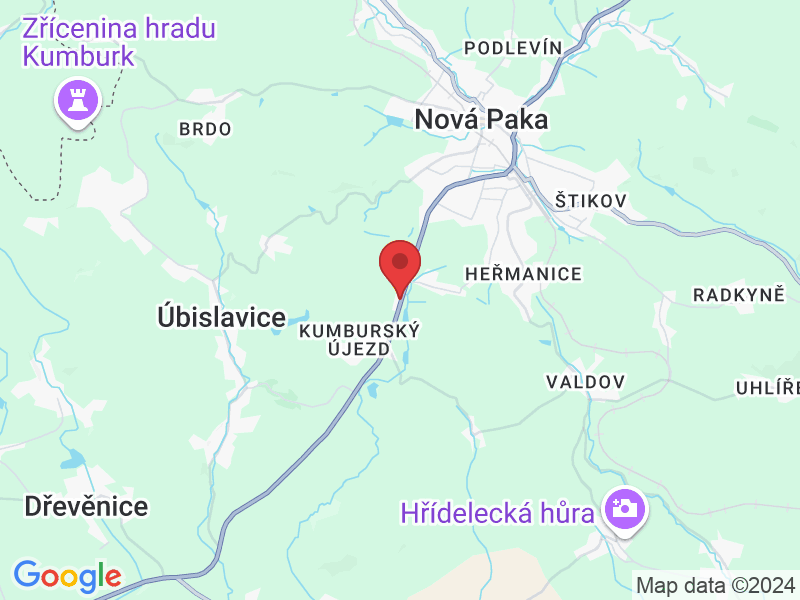 Zřícenina hradu
Kumburk
PODLEVÍN
BRDO
Nová Paka
ŠTIKOV
HEŘMANICE
RADKYNĚ
Úbislavice
KUMBURSKÝ
ÚJEZD
VALDOV
UHLÍŘE
Dřevěnice
Hřídelecká hůra
Google
Map data ©2024